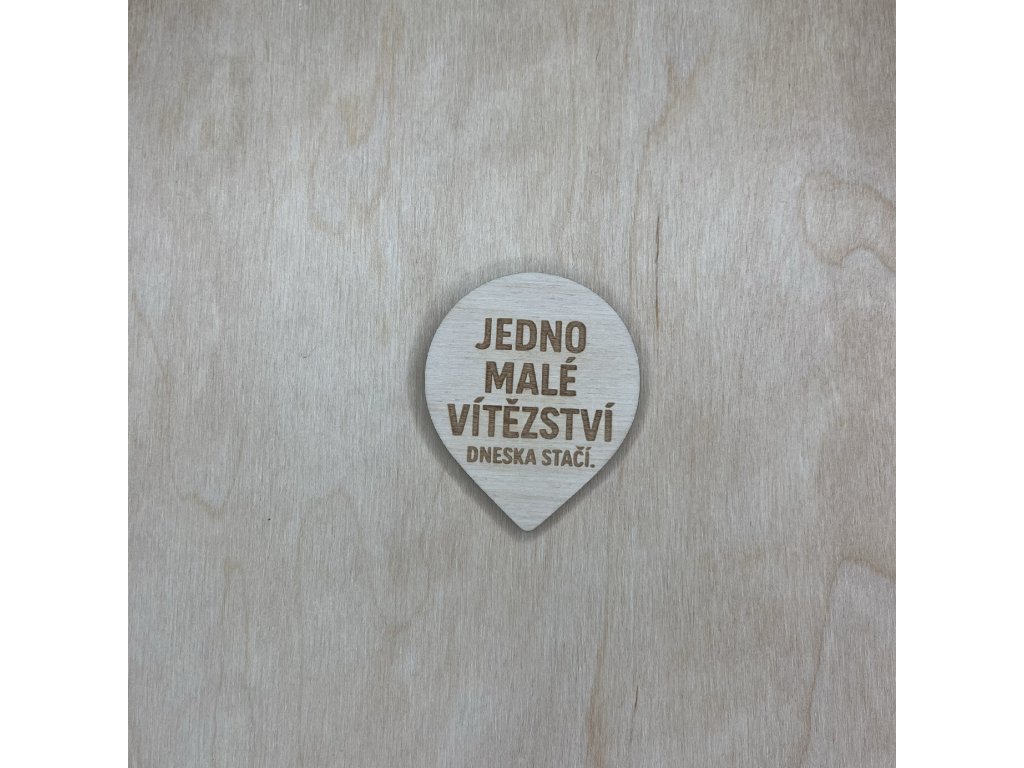 JEDNO
MALÉ
VÍTĚZSTVÍ
DNESKA STAČÍ.